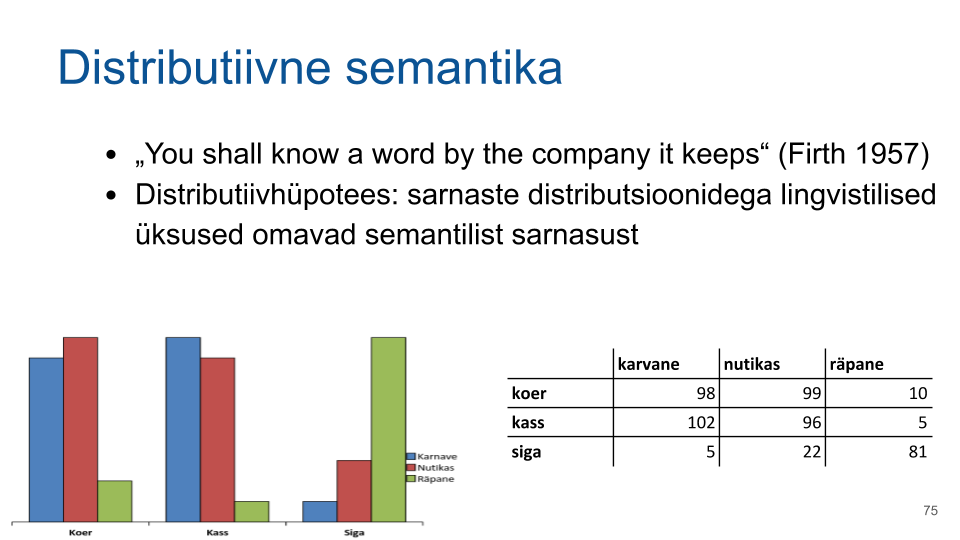 Distributiivne semantika
• „You shall know a word by the company it keeps“ (Firth 1957)
• Distributiivhüpotees: sarnaste distributsioonidega lingvistilised
üksused omavad semantilist sarnasust
Karnave
Nutikas
Räpane
Koer Kass Siga
karvane nutikas räpane
koer 98 99 10
kass 102 96 5
siga 5 22 81
75